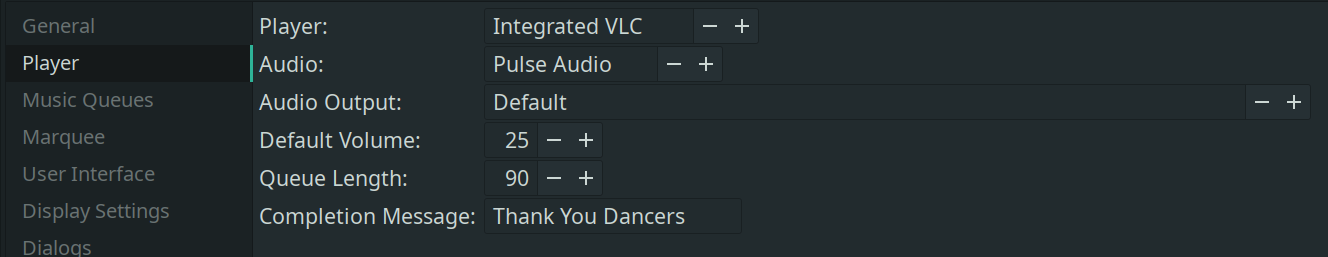 General
Player
Music Queues
Marquee
User Interface
Display Settings
Dialogs
Player: Integrated VLC − +
Audio: Pulse Audio − +
Audio Output: Default − +
Default Volume: 25 − +
Queue Length: 90 − +
Completion Message: Thank You Dancers